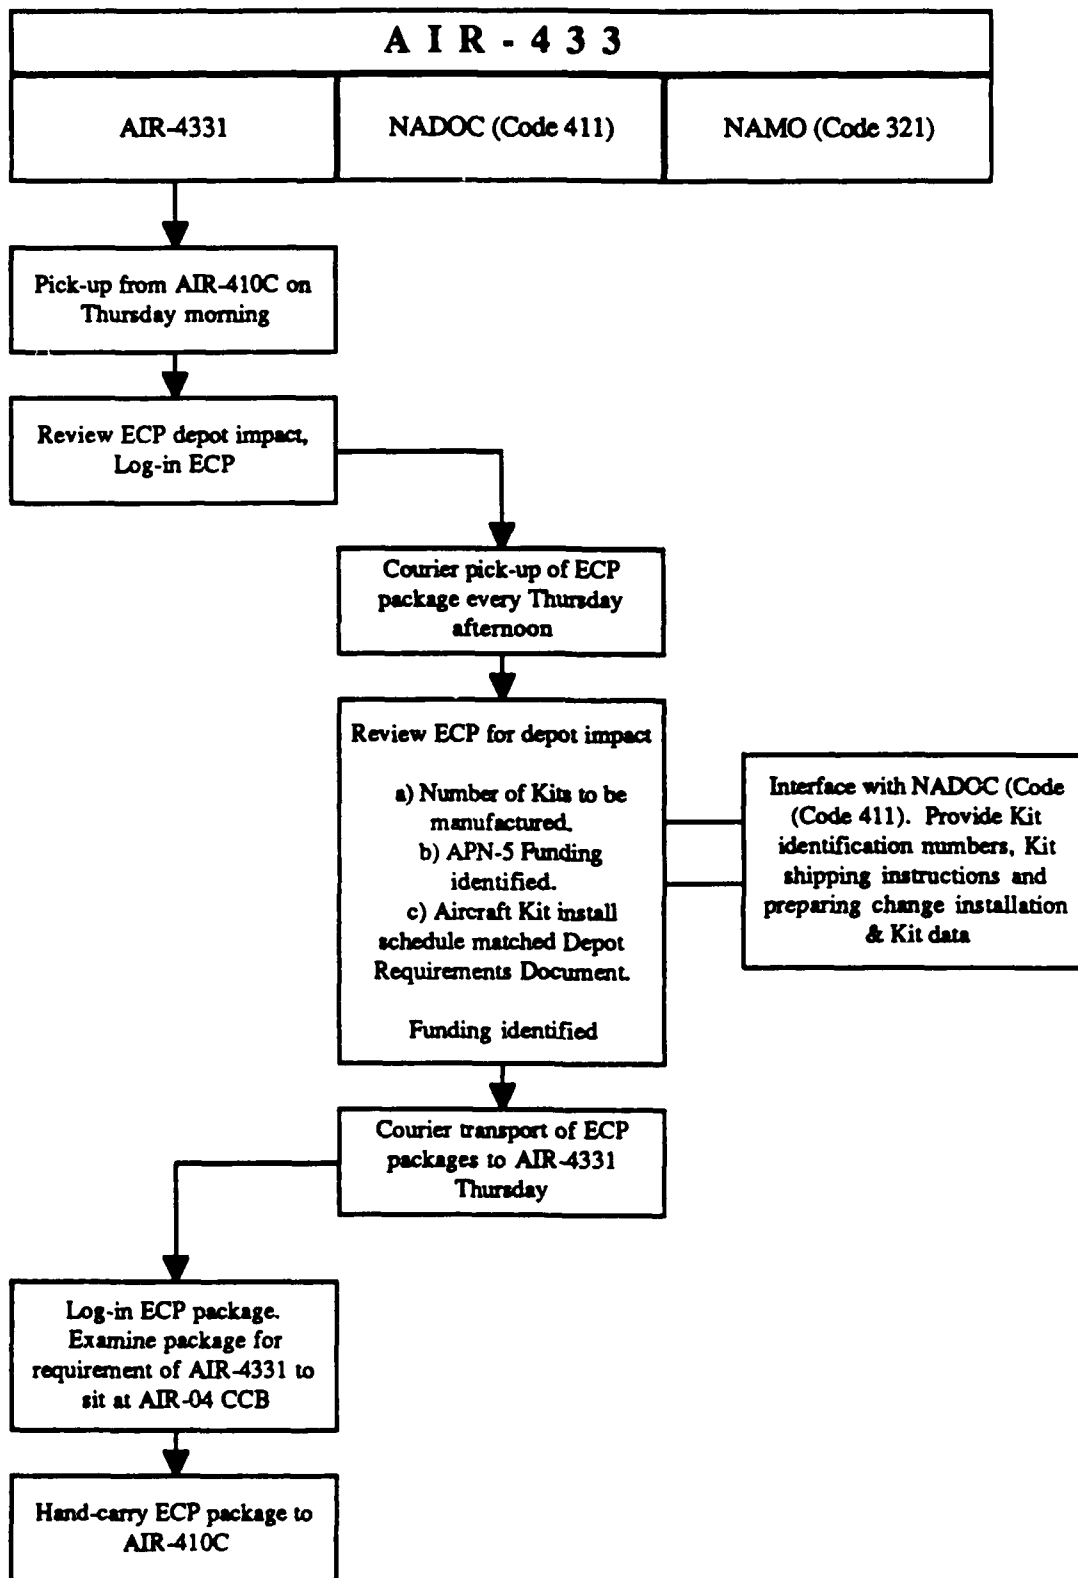 A I R - 4 3 3
AIR-4331
NADOC (Code 411)
NAMO (Code 321)
Pick-up from AIR-410C on
Thursday morning
Review ECP depot impact,
Log-in ECP
Courier pick-up of ECP
package every Thursday
afternoon
Review ECP for depot impact
a) Number of Kits to be
manufactured.
b) APN-5 Funding
identified.
c) Aircraft Kit install
schedule matched Depot
Requirements Document.
Funding identified
Interface with NADOC (Code
(Code 411). Provide Kit
identification numbers, Kit
shipping instructions and
preparing change installation
& Kit data
Courier transport of ECP
packages to AIR-4331
Thursday
Log-in ECP package.
Examine package for
requirement of AIR-4331 to
sit at AIR-04 CCB
Hand-carry ECP package to
AIR-410C